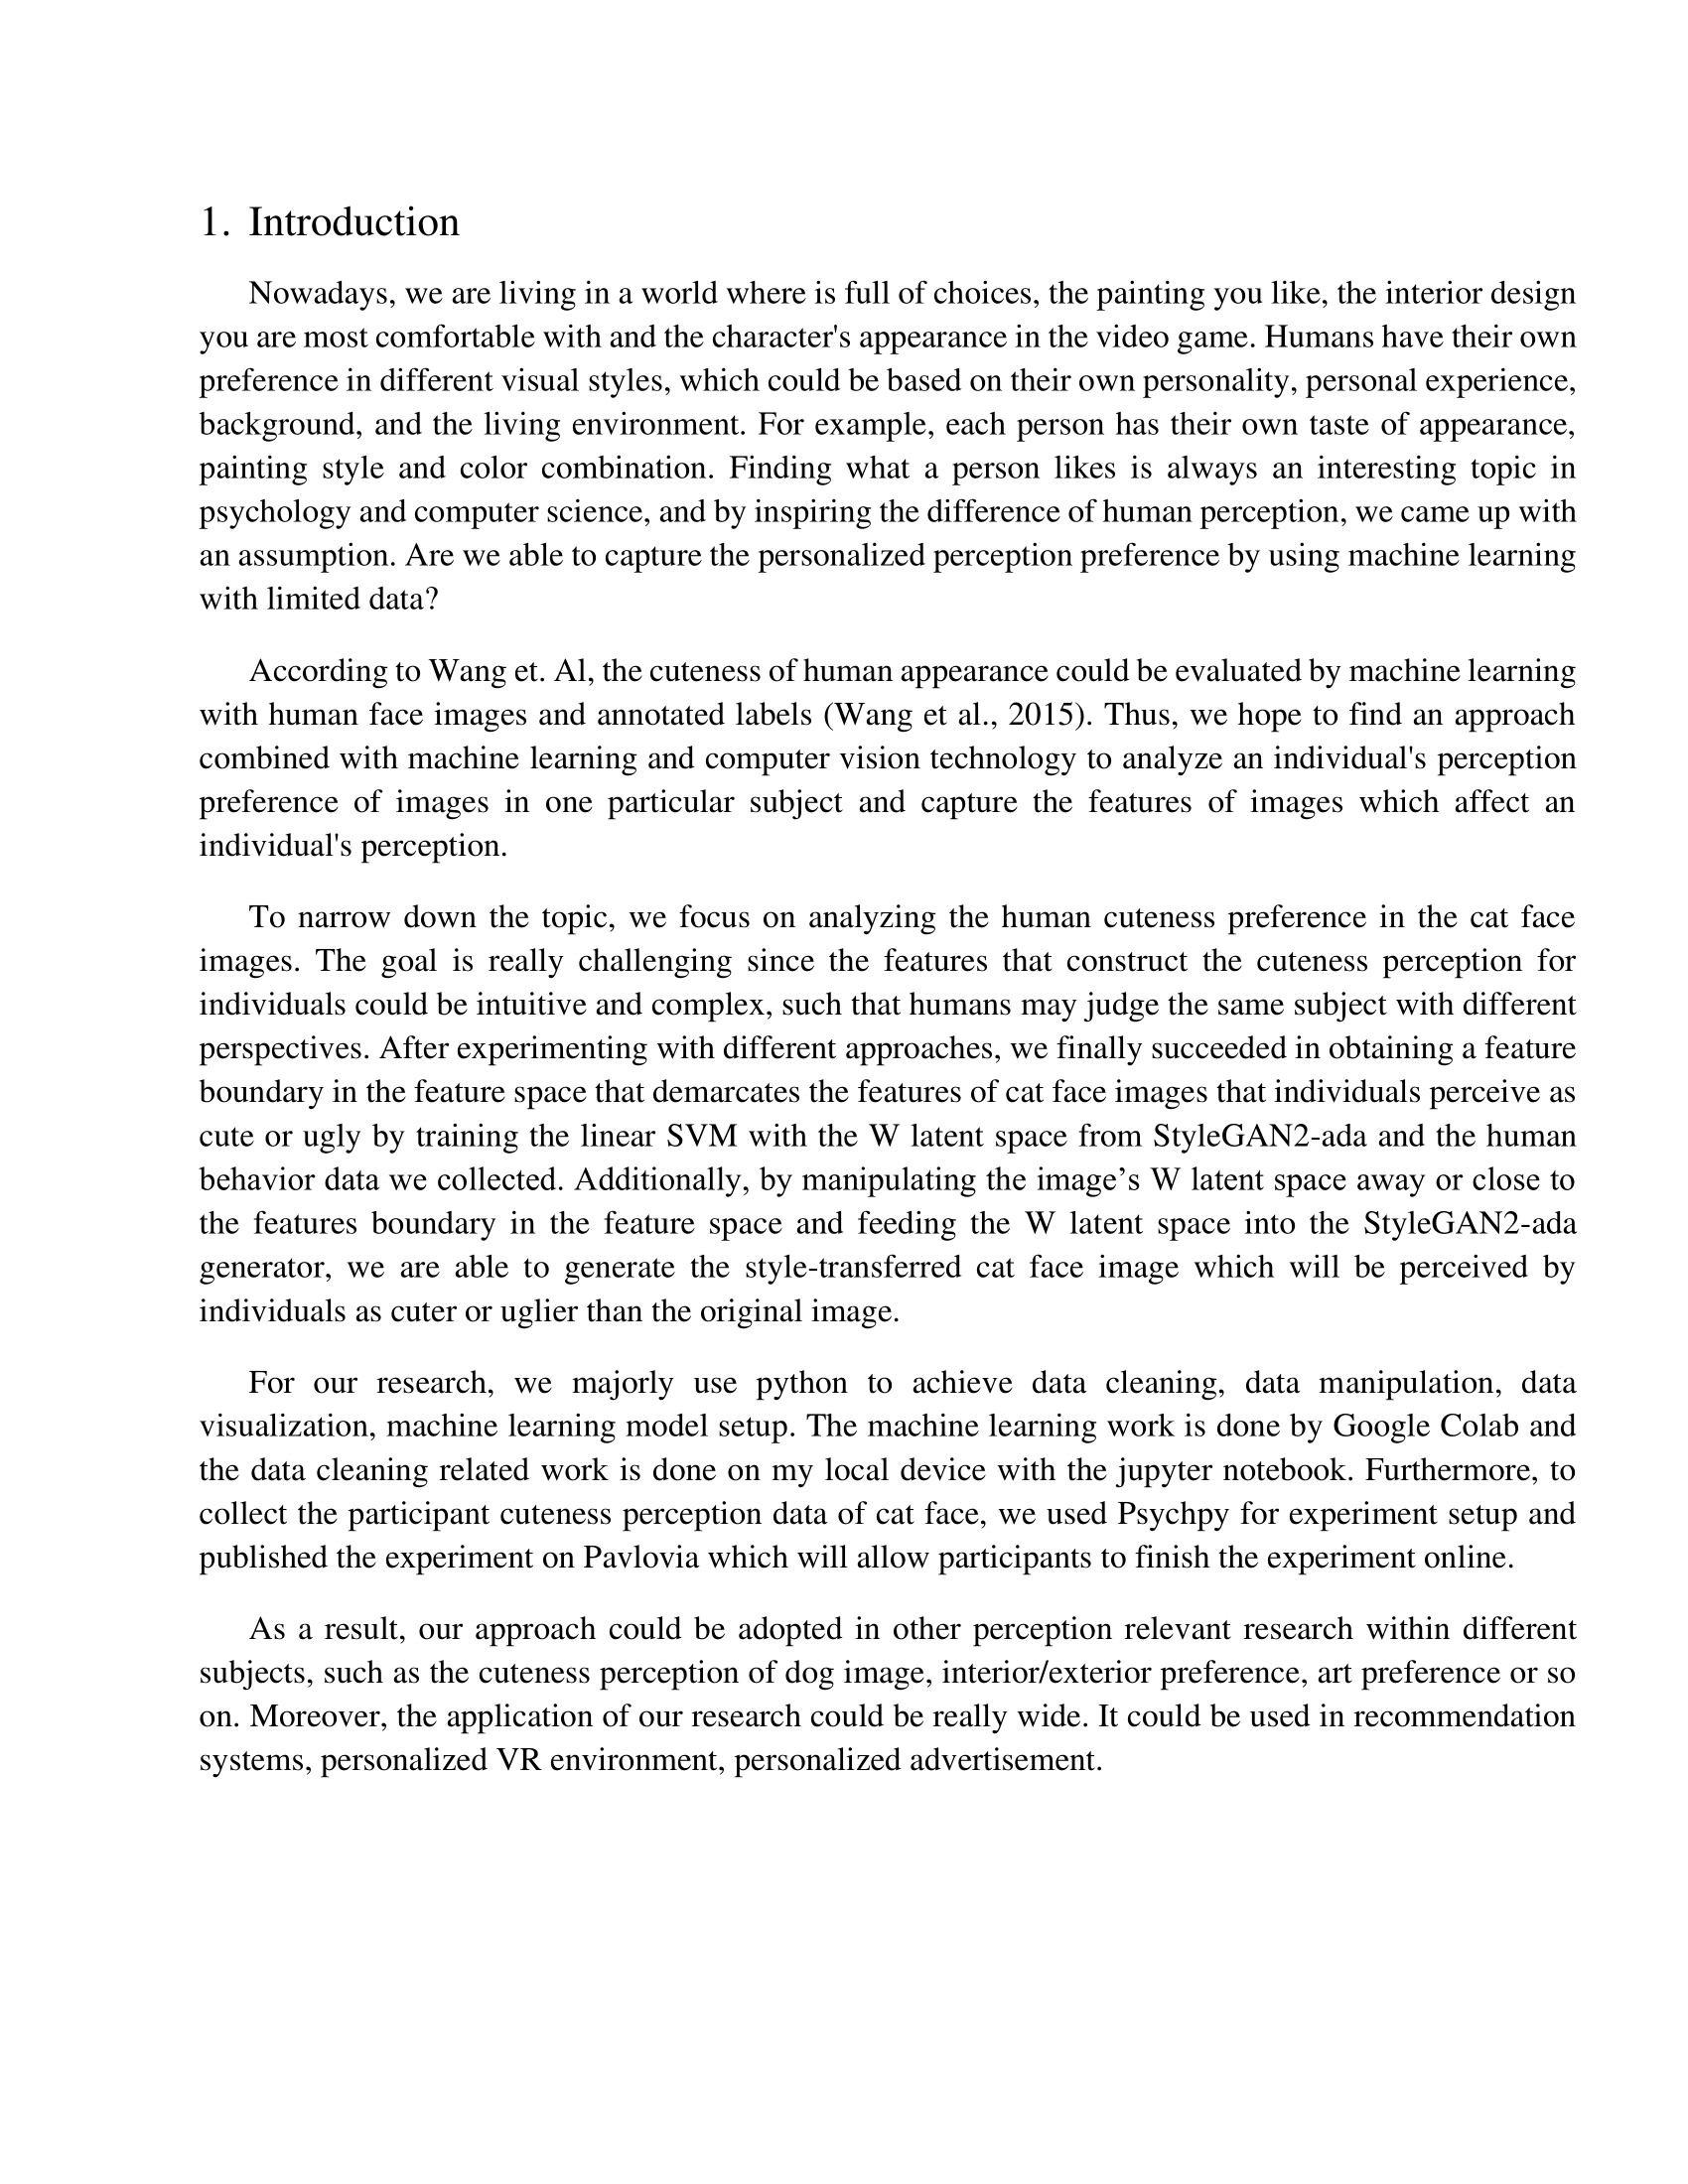 1. Introduction
Nowadays, we are living in a world where is full of choices, the painting you like, the interior design
you are most comfortable with and the character's appearance in the video game. Humans have their own
preference in different visual styles, which could be based on their own personality, personal experience,
background, and the living environment. For example, each person has their own taste of appearance,
painting style and color combination. Finding what a person likes is always an interesting topic in
psychology and computer science, and by inspiring the difference of human perception, we came up with
an assumption. Are we able to capture the personalized perception preference by using machine learning
with limited data?
According to Wang et. Al, the cuteness of human appearance could be evaluated by machine learning
with human face images and annotated labels (Wang et al., 2015). Thus, we hope to find an approach
combined with machine learning and computer vision technology to analyze an individual's perception
preference of images in one particular subject and capture the features of images which affect an
individual's perception.
To narrow down the topic, we focus on analyzing the human cuteness preference in the cat face
images. The goal is really challenging since the features that construct the cuteness perception for
individuals could be intuitive and complex, such that humans may judge the same subject with different
perspectives. After experimenting with different approaches, we finally succeeded in obtaining a feature
boundary in the feature space that demarcates the features of cat face images that individuals perceive as
cute or ugly by training the linear SVM with the W latent space from StyleGAN2-ada and the human
behavior data we collected. Additionally, by manipulating the image’s W latent space away or close to
the features boundary in the feature space and feeding the W latent space into the StyleGAN2-ada
generator, we are able to generate the style-transferred cat face image which will be perceived by
individuals as cuter or uglier than the original image.
For our research, we majorly use python to achieve data cleaning, data manipulation, data
visualization, machine learning model setup. The machine learning work is done by Google Colab and
the data cleaning related work is done on my local device with the jupyter notebook. Furthermore, to
collect the participant cuteness perception data of cat face, we used Psychpy for experiment setup and
published the experiment on Pavlovia which will allow participants to finish the experiment online.
As a result, our approach could be adopted in other perception relevant research within different
subjects, such as the cuteness perception of dog image, interior/exterior preference, art preference or so
on. Moreover, the application of our research could be really wide. It could be used in recommendation
systems, personalized VR environment, personalized advertisement.